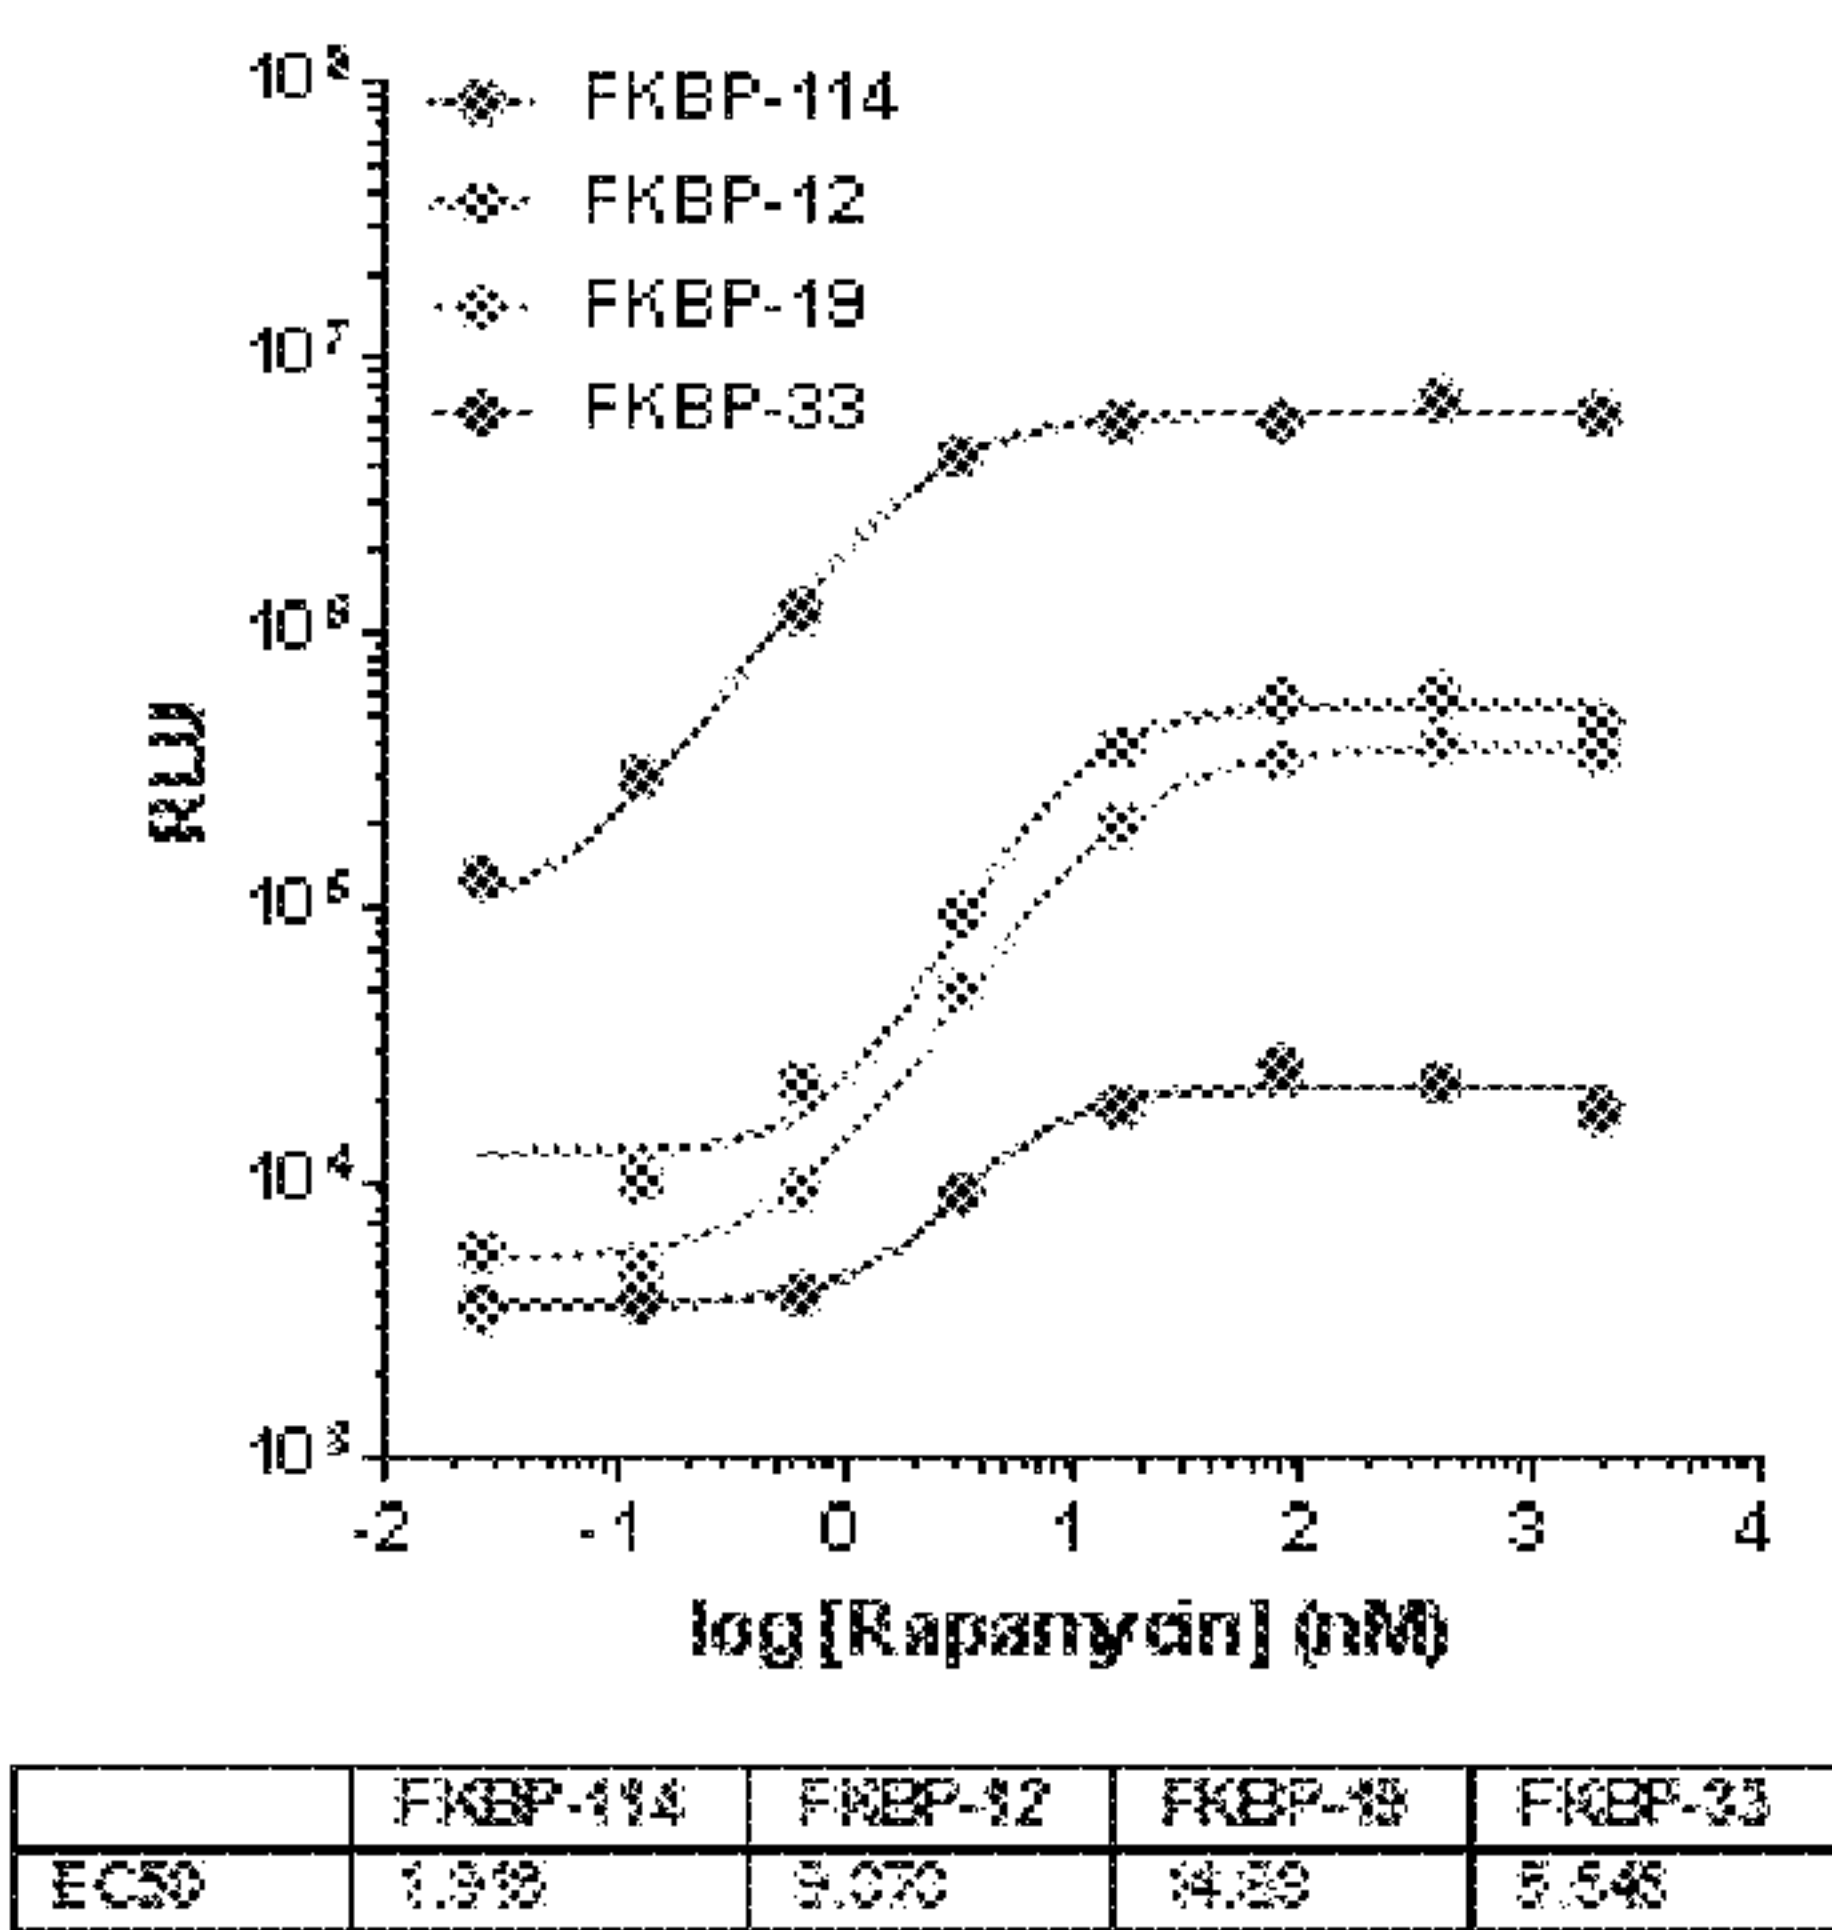 10⁸
FKBP-114
FKBP-12
FKBP-19
10⁷
FKBP-33
10⁶
RLU
10⁵
10⁴
10³
-2 -1 0 1 2 3 4
log [Rapamycin] (nM)
FKBP-114 FKBP-12 FKBP-19 FKBP-33
EC50